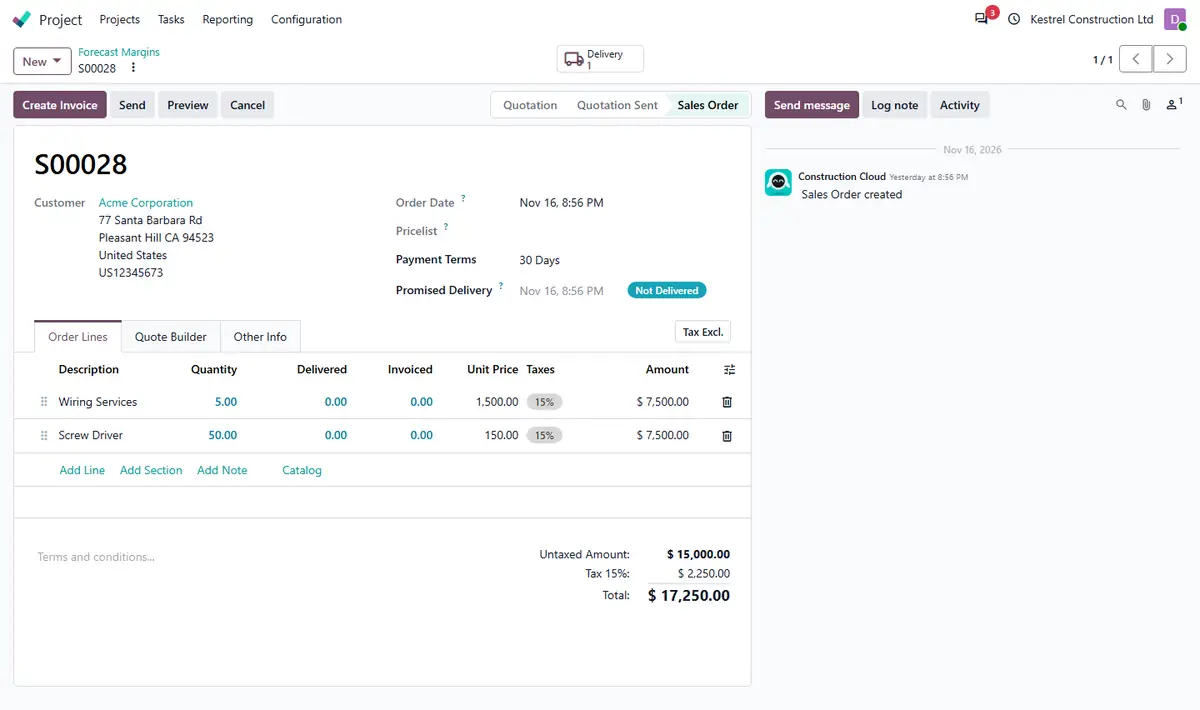 Project Projects Tasks Reporting Configuration 3 Kestrel Construction Ltd D
New Forecast Margins
S00028
Delivery
1
1 / 1
Create Invoice Send Preview Cancel Quotation Quotation Sent Sales Order Send message Log note Activity 1
S00028
Customer Acme Corporation
77 Santa Barbara Rd
Pleasant Hill CA 94523
United States
US12345673
Order Date ? Nov 16, 8:56 PM
Pricelist ?
Payment Terms 30 Days
Promised Delivery ? Nov 16, 8:56 PM Not Delivered
Order Lines Quote Builder Other Info Tax Excl.
Description Quantity Delivered Invoiced Unit Price Taxes Amount
Wiring Services 5.00 0.00 0.00 1,500.00 15% $ 7,500.00
Screw Driver 50.00 0.00 0.00 150.00 15% $ 7,500.00
Add Line Add Section Add Note Catalog
Terms and conditions...
Untaxed Amount: $ 15,000.00
Tax 15%: $ 2,250.00
Total: $ 17,250.00
Nov 16, 2026
Construction Cloud Yesterday at 8:56 PM
Sales Order created